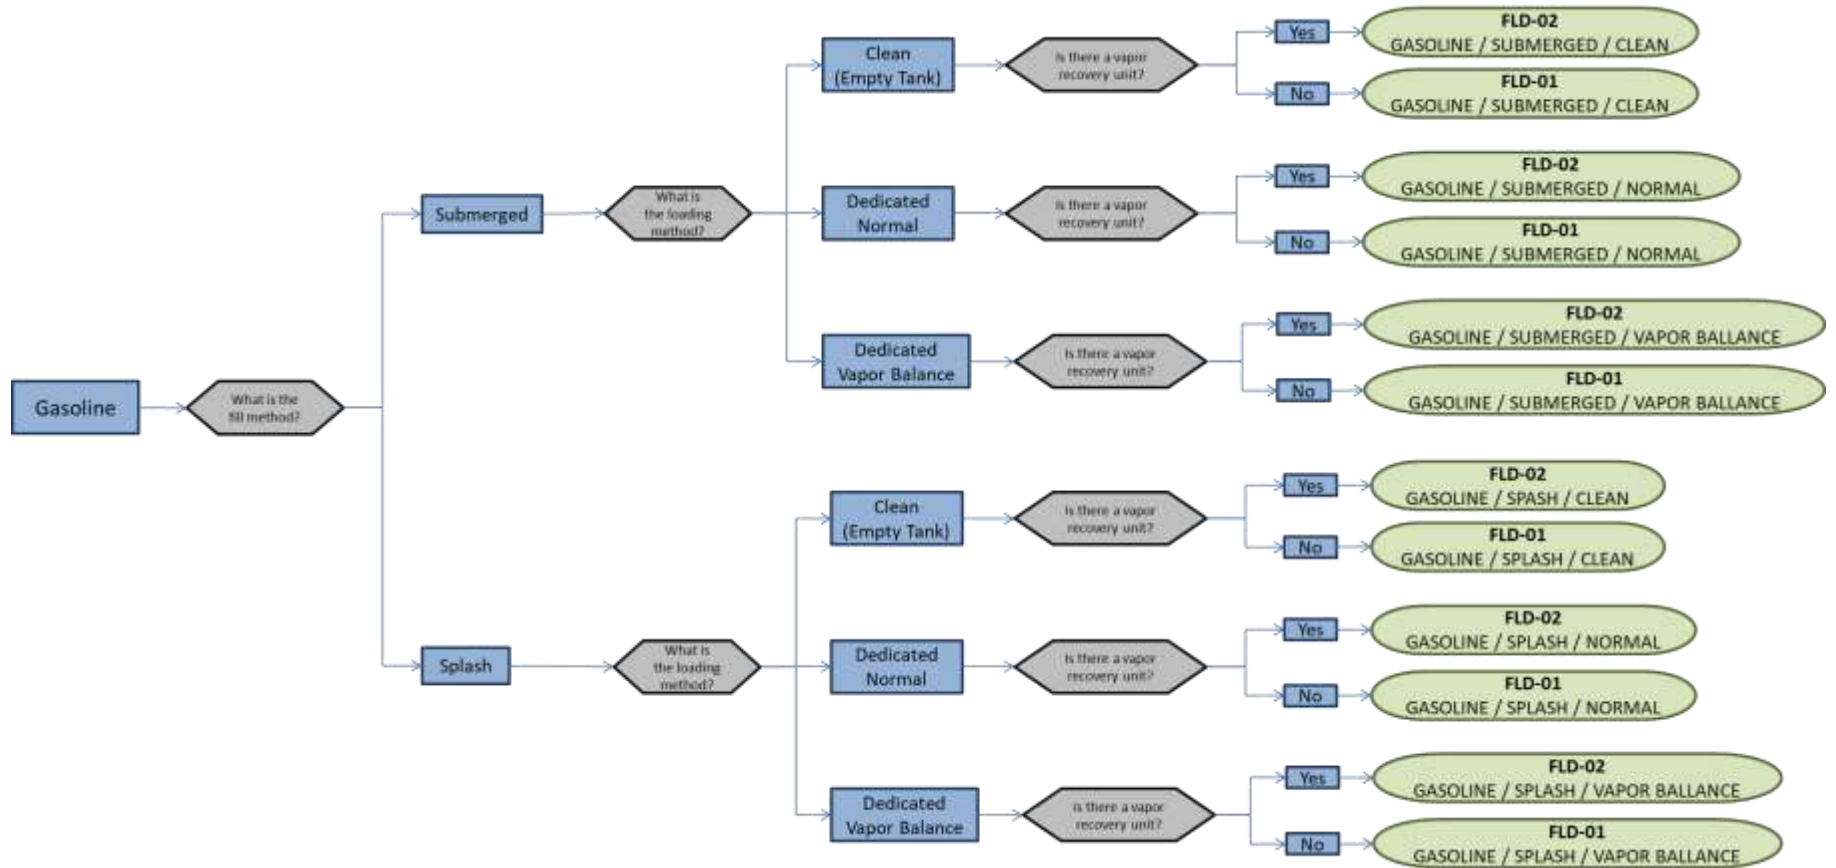 Gasoline
What is the
fill method?
Submerged
What is
the loading
method?
Clean
(Empty Tank)
Is there a vapor
recovery unit?
Yes
FLD-02
GASOLINE / SUBMERGED / CLEAN
No
FLD-01
GASOLINE / SUBMERGED / CLEAN
Dedicated
Normal
Is there a vapor
recovery unit?
Yes
FLD-02
GASOLINE / SUBMERGED / NORMAL
No
FLD-01
GASOLINE / SUBMERGED / NORMAL
Dedicated
Vapor Balance
Is there a vapor
recovery unit?
Yes
FLD-02
GASOLINE / SUBMERGED / VAPOR BALLANCE
No
FLD-01
GASOLINE / SUBMERGED / VAPOR BALLANCE
Splash
What is
the loading
method?
Clean
(Empty Tank)
Is there a vapor
recovery unit?
Yes
FLD-02
GASOLINE / SPASH / CLEAN
No
FLD-01
GASOLINE / SPLASH / CLEAN
Dedicated
Normal
Is there a vapor
recovery unit?
Yes
FLD-02
GASOLINE / SPLASH / NORMAL
No
FLD-01
GASOLINE / SPLASH / NORMAL
Dedicated
Vapor Balance
Is there a vapor
recovery unit?
Yes
FLD-02
GASOLINE / SPLASH / VAPOR BALLANCE
No
FLD-01
GASOLINE / SPLASH / VAPOR BALLANCE